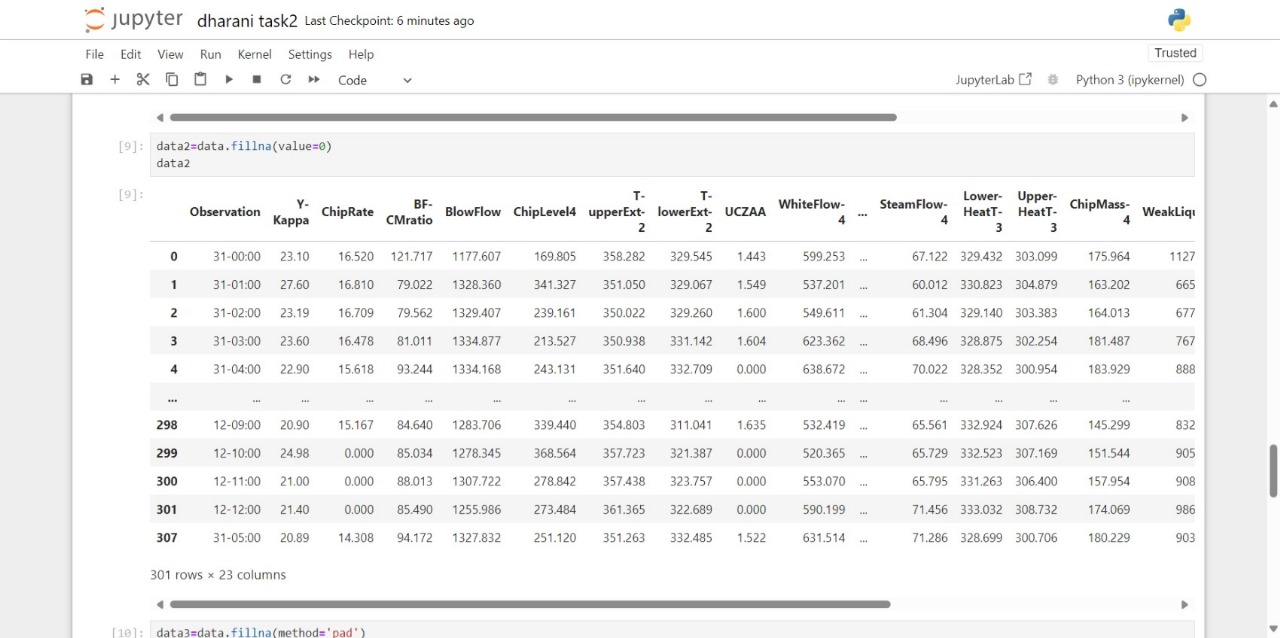 jupyter dharani task2 Last Checkpoint: 6 minutes ago
File Edit View Run Kernel Settings Help
Trusted
Code
JupyterLab
Python 3 (ipykernel)
[9]: data2=data.fillna(value=0)
data2
[9]:
Observation Y-Kappa ChipRate BF-CMratio BlowFlow ChipLevel4 T-upperExt-2 T-lowerExt-2 UCZAA WhiteFlow-4 ... SteamFlow-4 Lower-HeatT-3 Upper-HeatT-3 ChipMass-4 WeakLiqu
0 31-00:00 23.10 16.520 121.717 1177.607 169.805 358.282 329.545 1.443 599.253 ... 67.122 329.432 303.099 175.964 1127
1 31-01:00 27.60 16.810 79.022 1328.360 341.327 351.050 329.067 1.549 537.201 ... 60.012 330.823 304.879 163.202 665
2 31-02:00 23.19 16.709 79.562 1329.407 239.161 350.022 329.260 1.600 549.611 ... 61.304 329.140 303.383 164.013 677
3 31-03:00 23.60 16.478 81.011 1334.877 213.527 350.938 331.142 1.604 623.362 ... 68.496 328.875 302.254 181.487 767
4 31-04:00 22.90 15.618 93.244 1334.168 243.131 351.640 332.709 0.000 638.672 ... 70.022 328.352 300.954 183.929 888
... ... ... ... ... ... ... ... ... ... ... ... ... ... ... ...
298 12-09:00 20.90 15.167 84.640 1283.706 339.440 354.803 311.041 1.635 532.419 ... 65.561 332.924 307.626 145.299 832
299 12-10:00 24.98 0.000 85.034 1278.345 368.564 357.723 321.387 0.000 520.365 ... 65.729 332.523 307.169 151.544 905
300 12-11:00 21.00 0.000 88.013 1307.722 278.842 357.438 323.757 0.000 553.070 ... 65.795 331.263 306.400 157.954 908
301 12-12:00 21.40 0.000 85.490 1255.986 273.484 361.365 322.689 0.000 590.199 ... 71.456 333.032 308.732 174.069 986
307 31-05:00 20.89 14.308 94.172 1327.832 251.120 351.263 332.485 1.522 631.514 ... 71.286 328.699 300.706 180.229 903
301 rows × 23 columns
[10]: data3=data.fillna(method='pad')